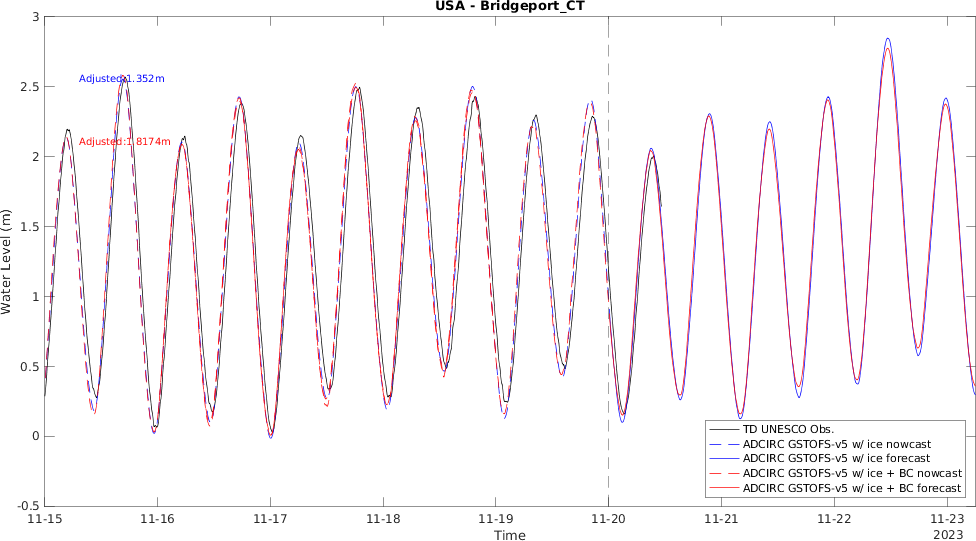 USA - Bridgeport_CT
3
2.5
2
1.5
1
0.5
0
-0.5
Water Level (m)
Adjusted:1.352m
Adjusted:1.8174m
TD UNESCO Obs.
ADCIRC GSTOFS-v5 w/ ice nowcast
ADCIRC GSTOFS-v5 w/ ice forecast
ADCIRC GSTOFS-v5 w/ ice + BC nowcast
ADCIRC GSTOFS-v5 w/ ice + BC forecast
11-15 11-16 11-17 11-18 11-19 11-20 11-21 11-22 11-23
Time
2023